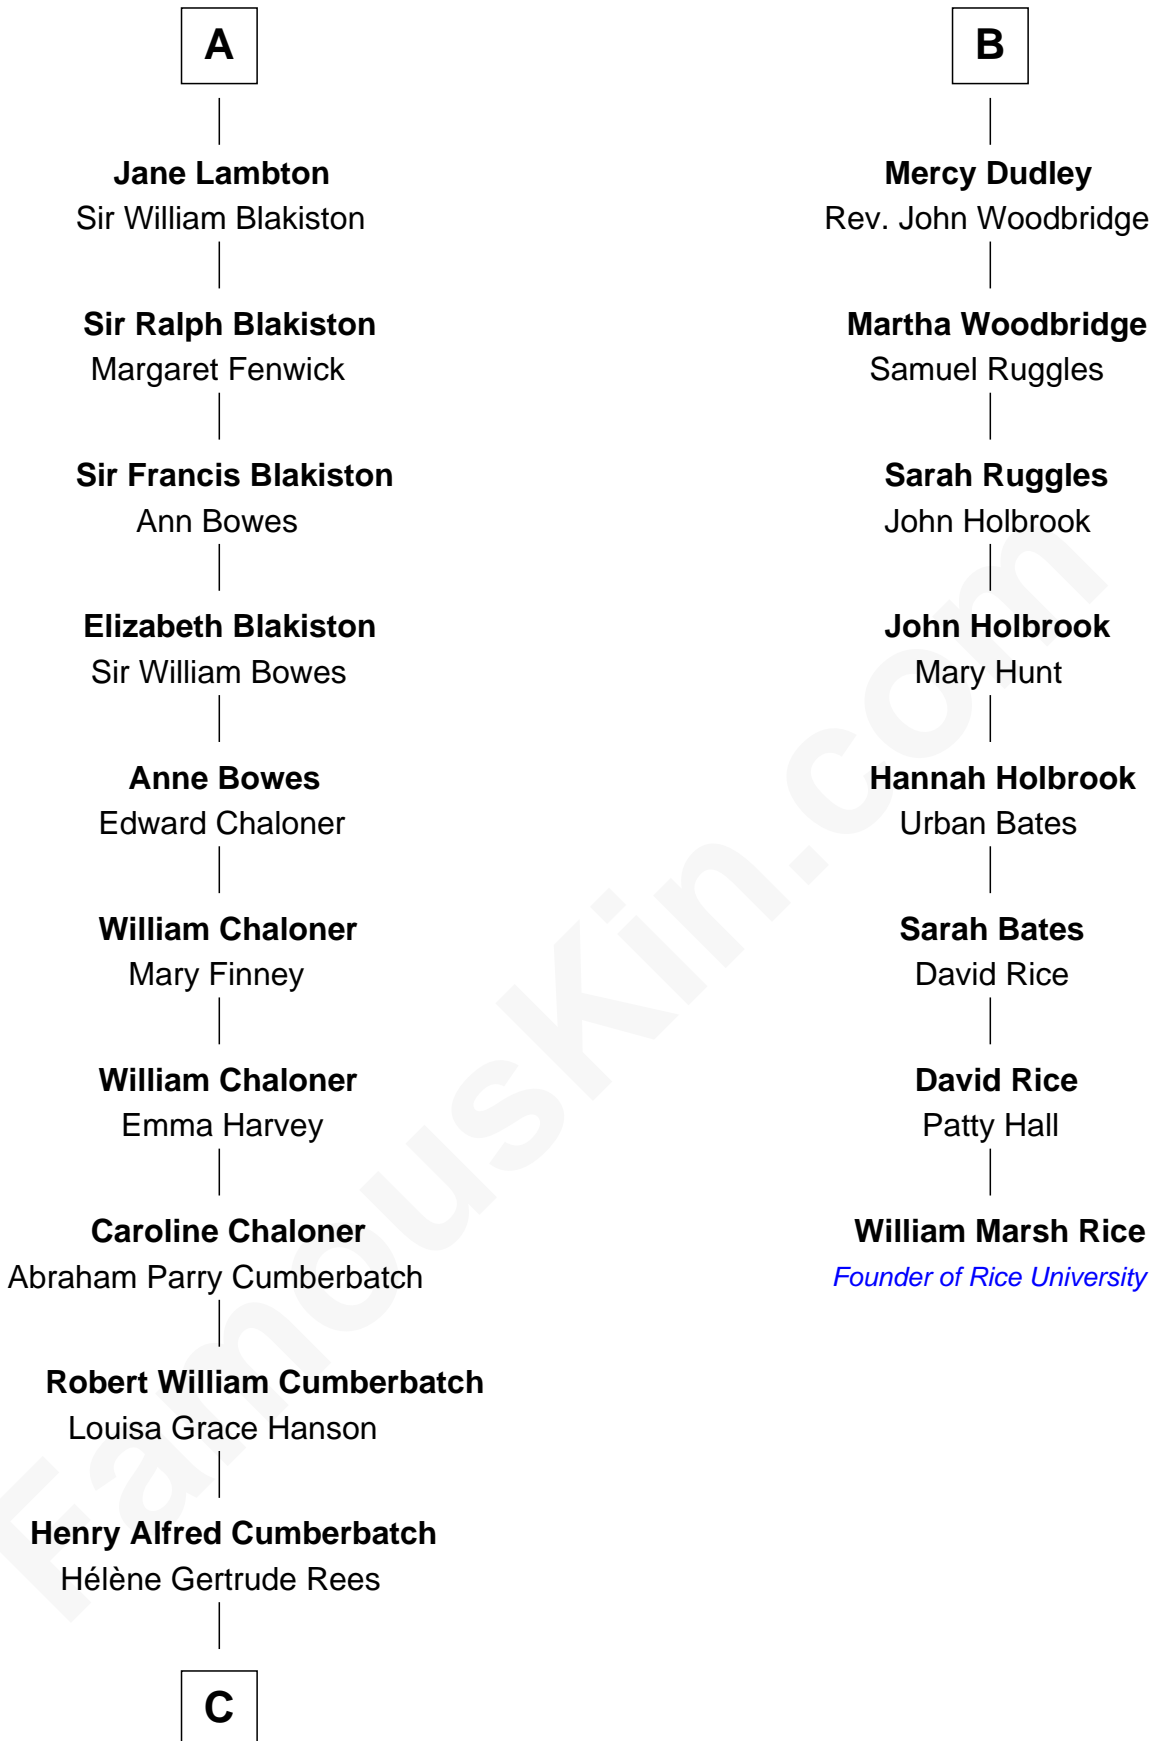 A
Jane Lambton
Sir William Blakiston
Sir Ralph Blakiston
Margaret Fenwick
Sir Francis Blakiston
Ann Bowes
Elizabeth Blakiston
Sir William Bowes
Anne Bowes
Edward Chaloner
William Chaloner
Mary Finney
William Chaloner
Emma Harvey
Caroline Chaloner
Abraham Parry Cumberbatch
Robert William Cumberbatch
Louisa Grace Hanson
Henry Alfred Cumberbatch
Hélène Gertrude Rees
C
B
Mercy Dudley
Rev. John Woodbridge
Martha Woodbridge
Samuel Ruggles
Sarah Ruggles
John Holbrook
John Holbrook
Mary Hunt
Hannah Holbrook
Urban Bates
Sarah Bates
David Rice
David Rice
Patty Hall
William Marsh Rice
Founder of Rice University
FamousKin.com